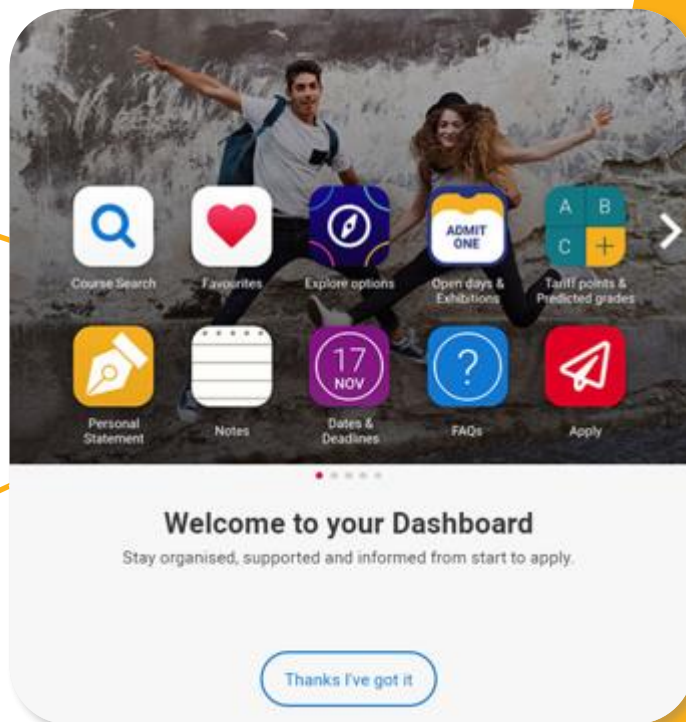 ADMIT
ONE
A B
C +
Course Search
Favourites
Explore options
Open days &
Exhibitions
Tariff points &
Predicted grades
17
NOV
?
Personal
Statement
Notes
Dates &
Deadlines
FAQs
Apply
Welcome to your Dashboard
Stay organised, supported and informed from start to apply.
Thanks I've got it